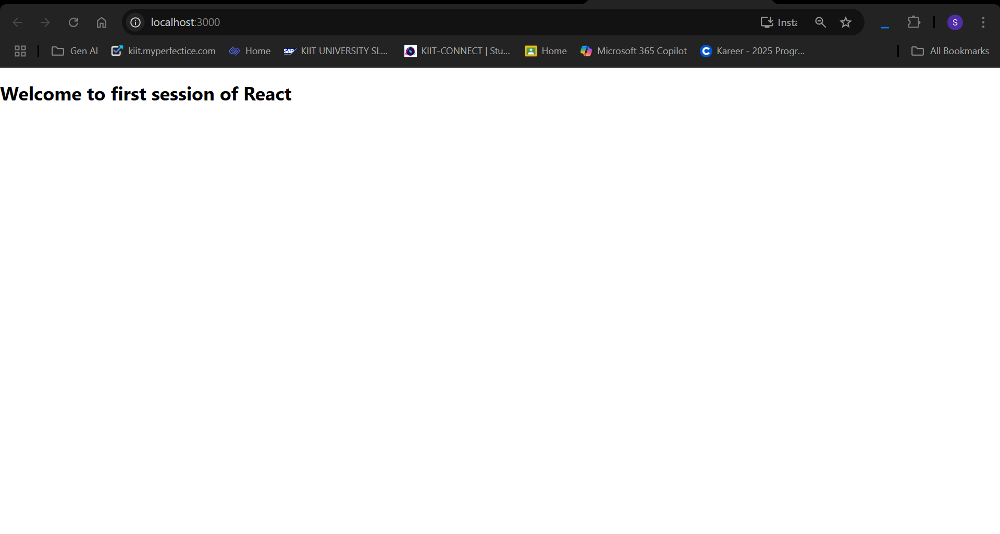 localhost:3000 Insta S
Gen AI kiit.myperfectice.com Home SAP KIIT UNIVERSITY SL... KIIT-CONNECT | Stu... Home Microsoft 365 Copilot C Kareer - 2025 Progr... All Bookmarks
Welcome to first session of React